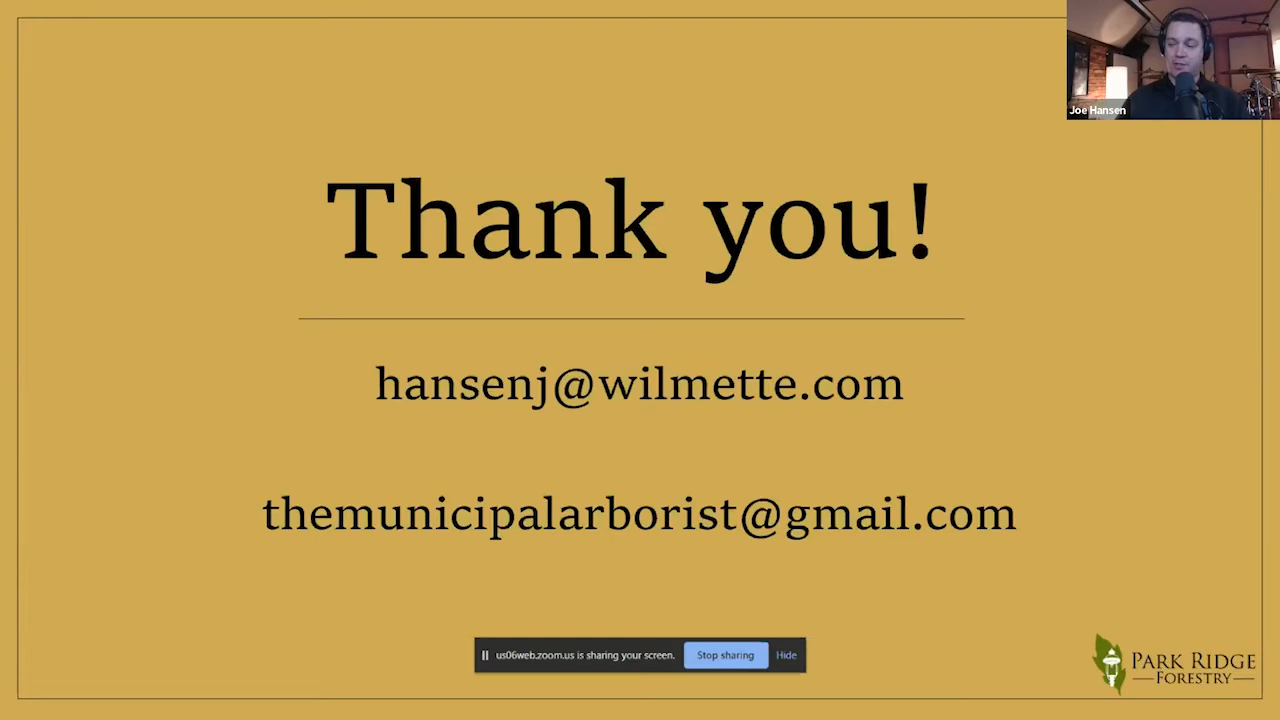 Joe Hansen
Thank you!
hansenj@wilmette.com
themunicipalarborist@gmail.com
us06web.zoom.us is sharing your screen. Stop sharing Hide
PARK RIDGE
FORESTRY